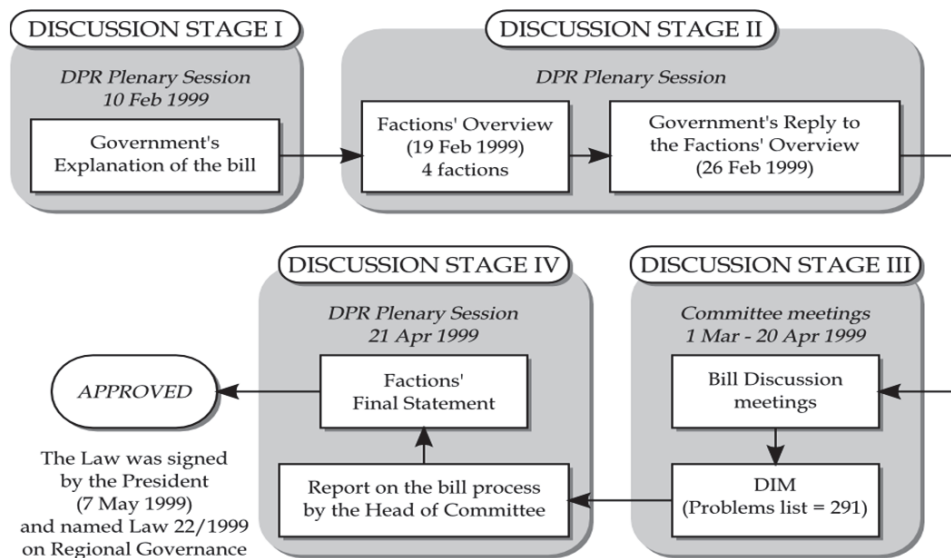 DISCUSSION STAGE I
DPR Plenary Session
10 Feb 1999
Government's
Explanation of the bill
DISCUSSION STAGE II
DPR Plenary Session
Factions' Overview
(19 Feb 1999)
4 factions
Government's Reply to
the Factions' Overview
(26 Feb 1999)
DISCUSSION STAGE III
Committee meetings
1 Mar - 20 Apr 1999
Bill Discussion
meetings
DIM
(Problems list = 291)
DISCUSSION STAGE IV
DPR Plenary Session
21 Apr 1999
Report on the bill process
by the Head of Committee
Factions'
Final Statement
APPROVED
The Law was signed
by the President
(7 May 1999)
and named Law 22/1999
on Regional Governance